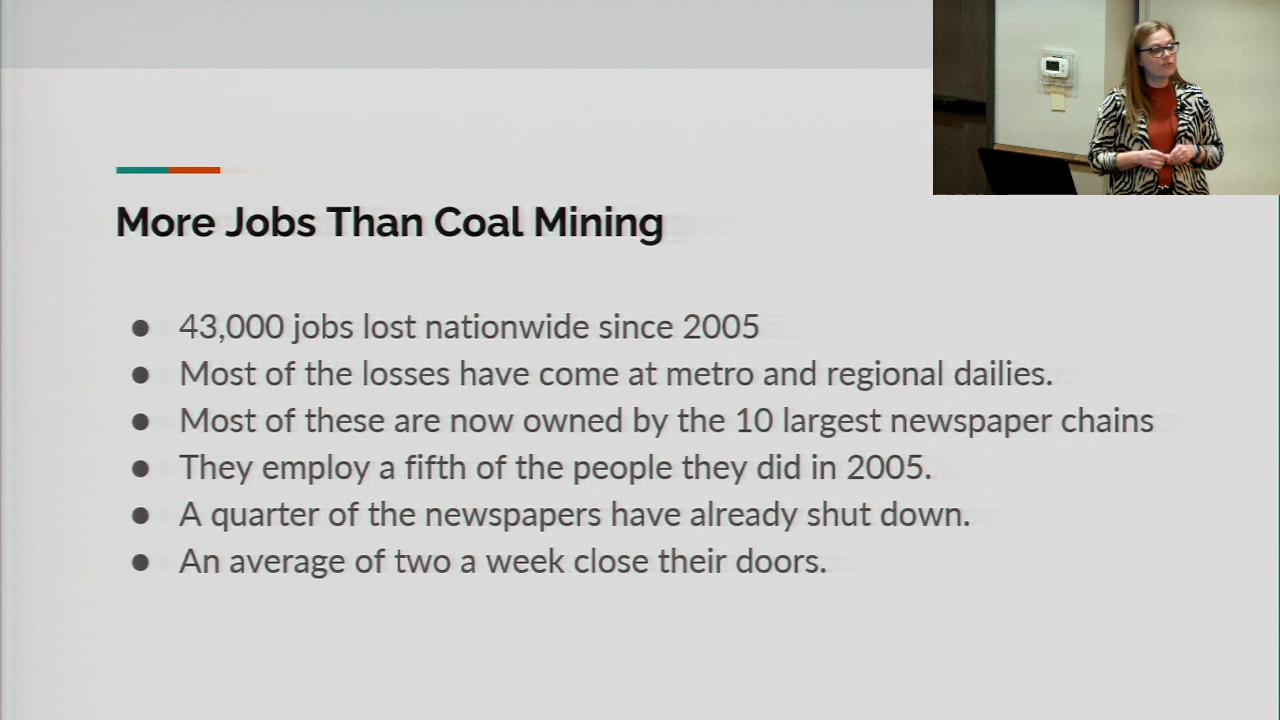 More Jobs Than Coal Mining
● 43,000 jobs lost nationwide since 2005
● Most of the losses have come at metro and regional dailies.
● Most of these are now owned by the 10 largest newspaper chains
● They employ a fifth of the people they did in 2005.
● A quarter of the newspapers have already shut down.
● An average of two a week close their doors.